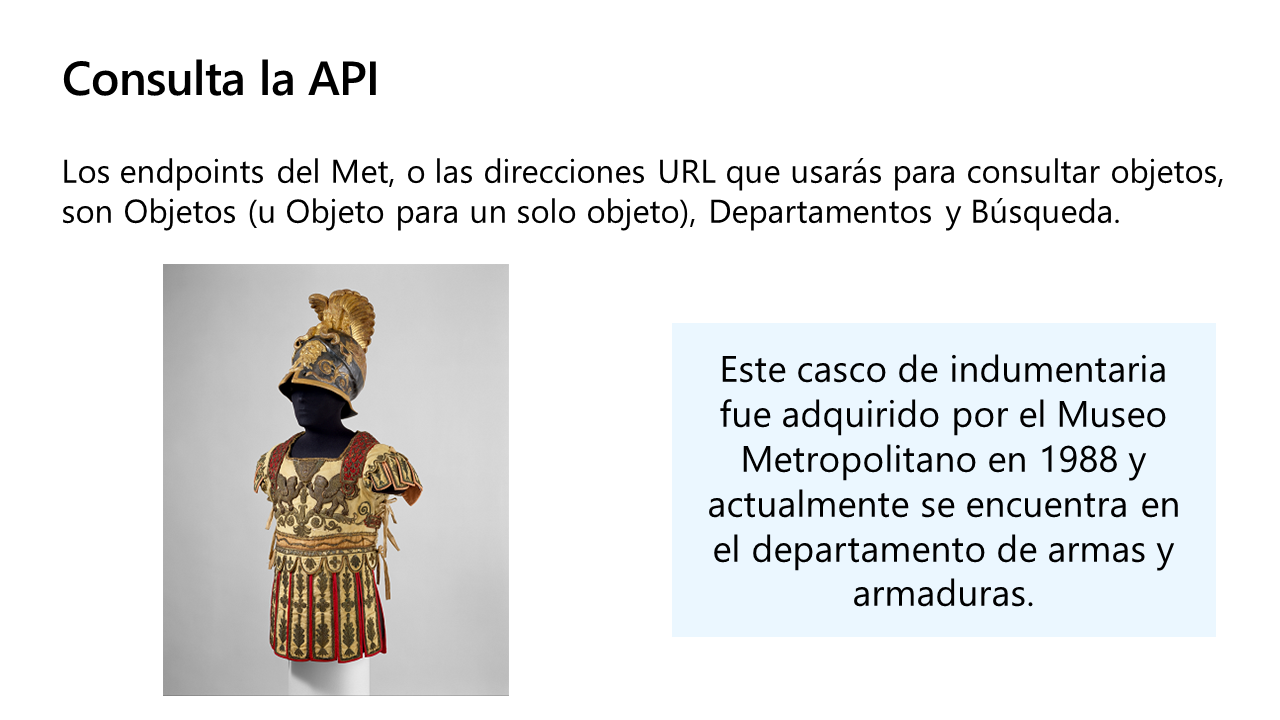 Consulta la API
Los endpoints del Met, o las direcciones URL que usarás para consultar objetos,
son Objetos (u Objeto para un solo objeto), Departamentos y Búsqueda.
Este casco de indumentaria
fue adquirido por el Museo
Metropolitano en 1988 y
actualmente se encuentra en
el departamento de armas y
armaduras.